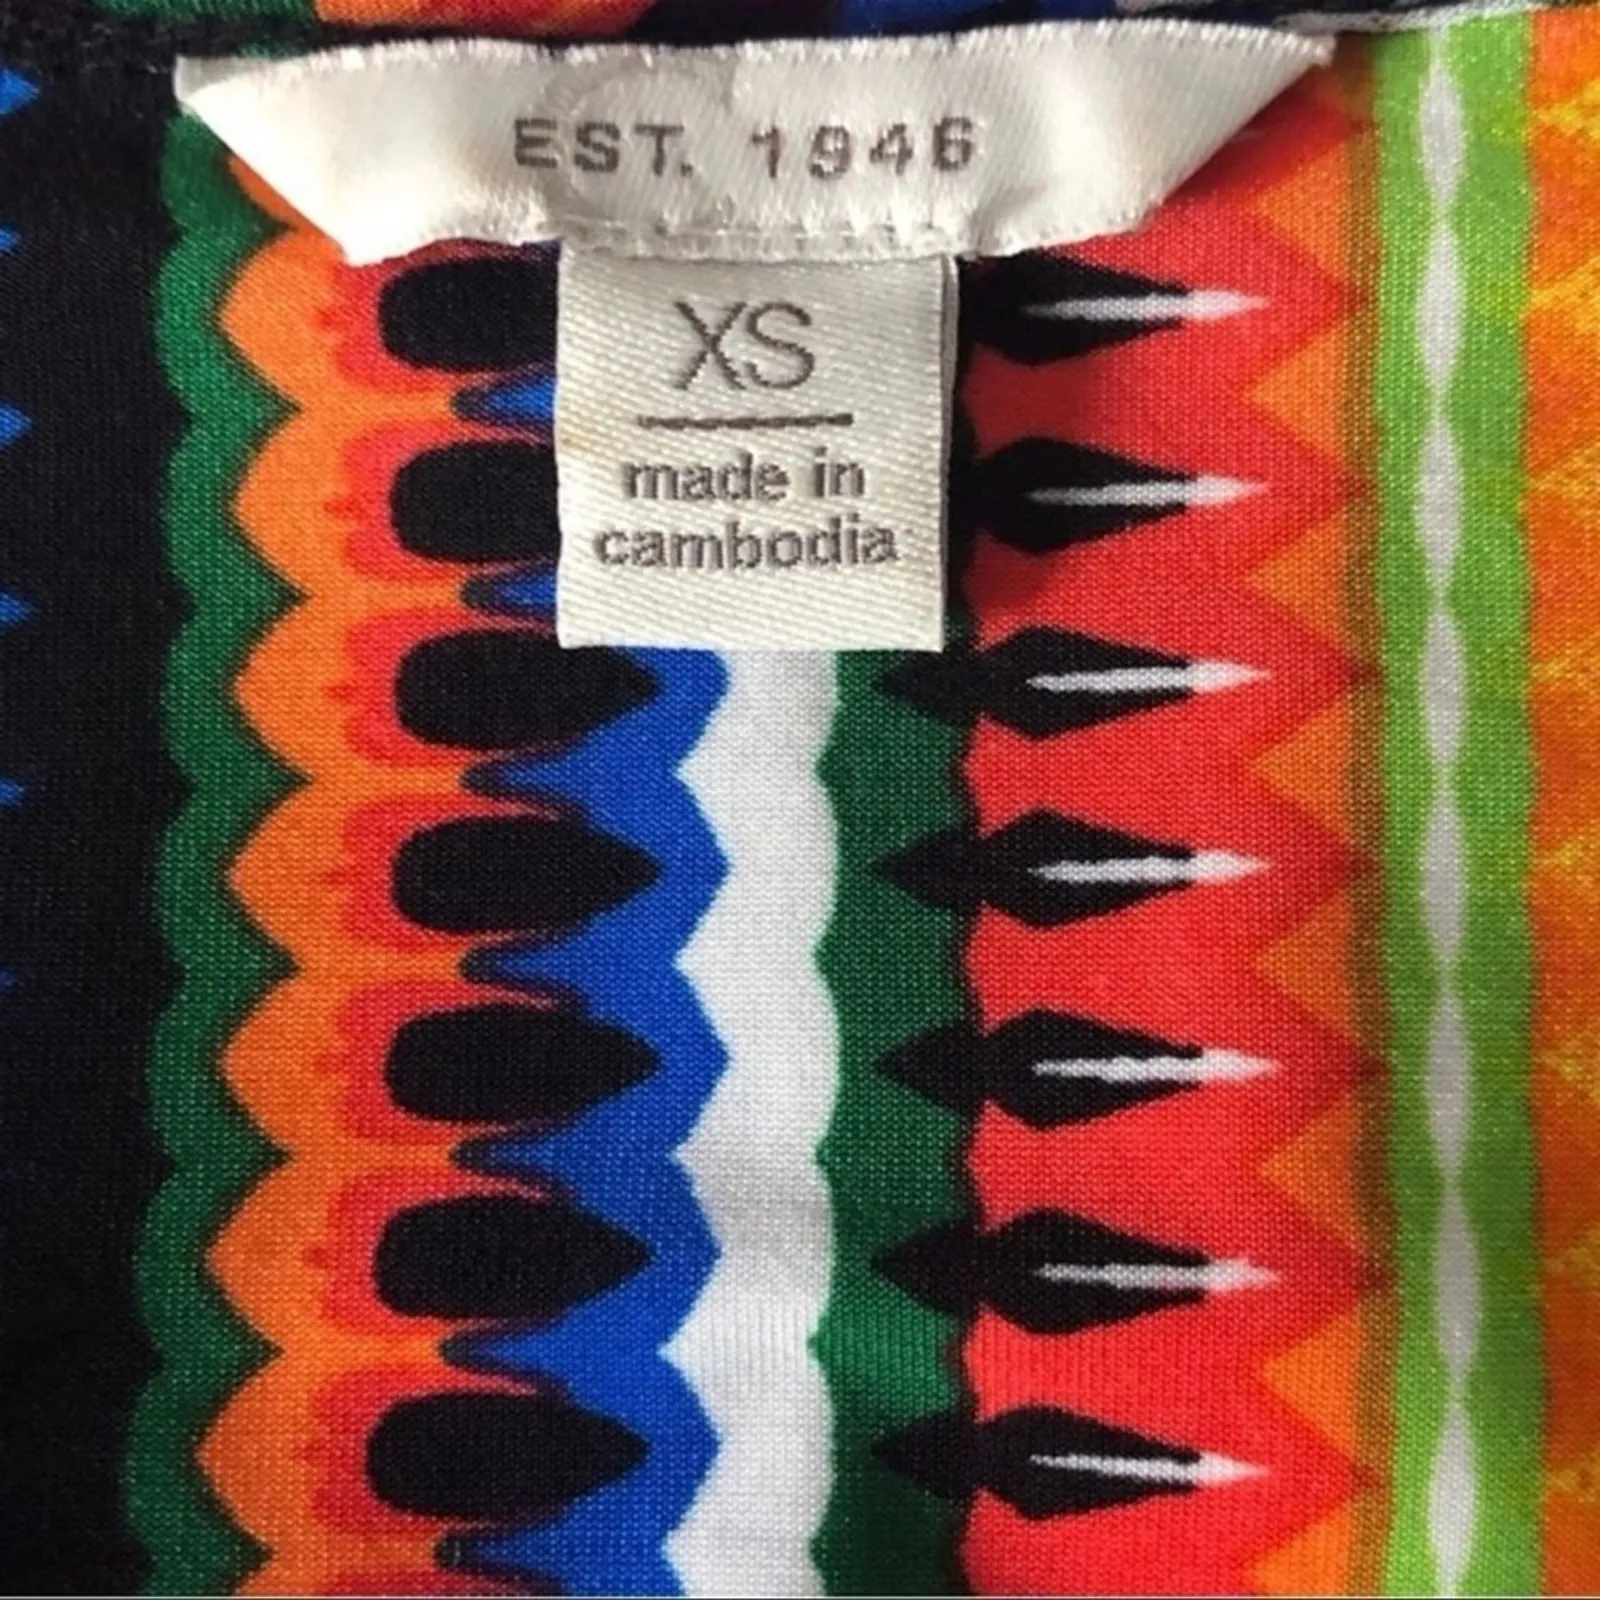 EST. 1946
XS
made in
cambodia